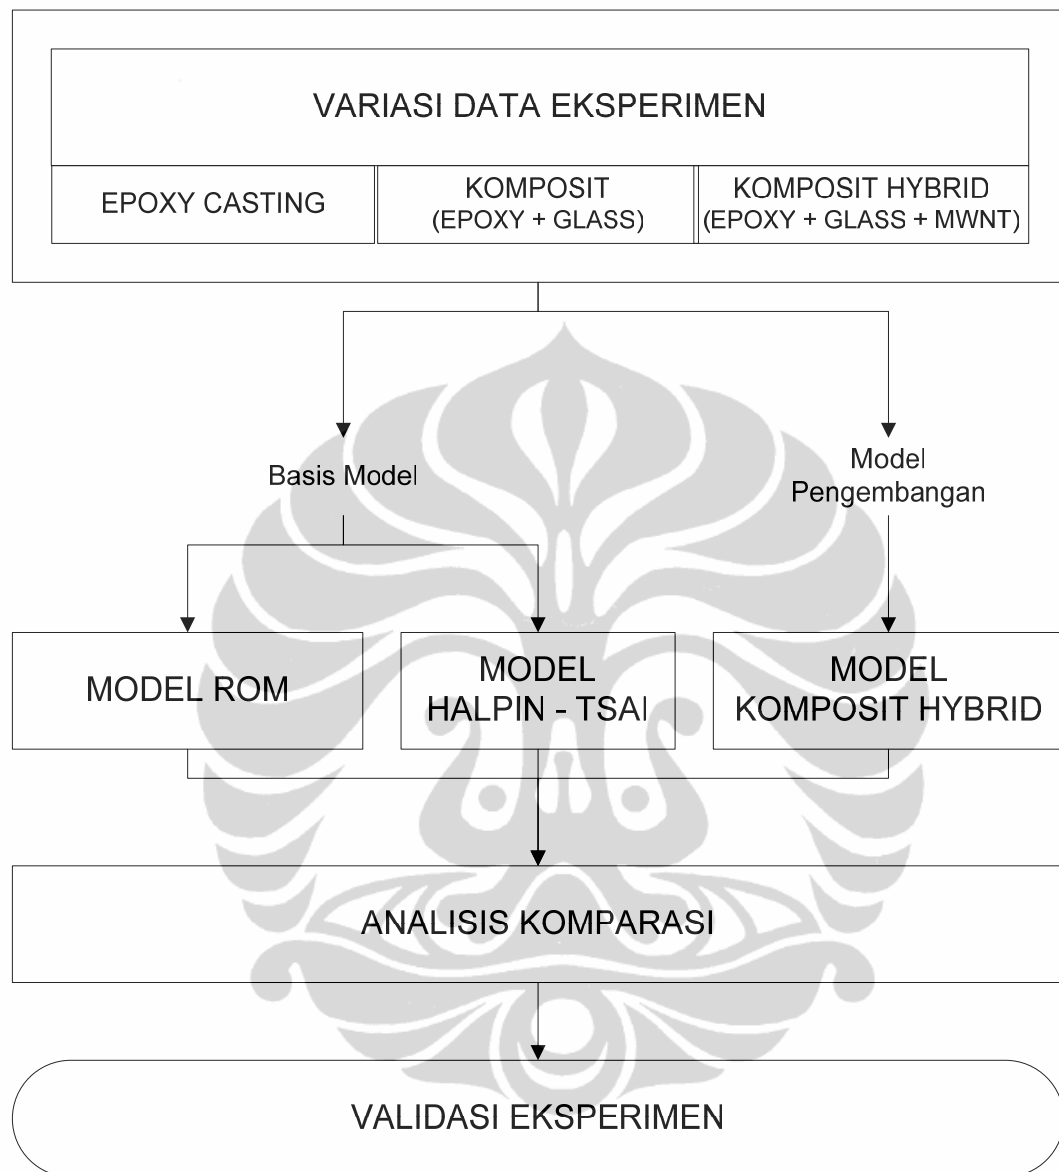 VARIASI DATA EKSPERIMEN
EPOXY CASTING
KOMPOSIT
(EPOXY + GLASS)
KOMPOSIT HYBRID
(EPOXY + GLASS + MWNT)
Basis Model
Model
Pengembangan
MODEL ROM
MODEL
HALPIN - TSAI
MODEL
KOMPOSIT HYBRID
ANALISIS KOMPARASI
VALIDASI EKSPERIMEN